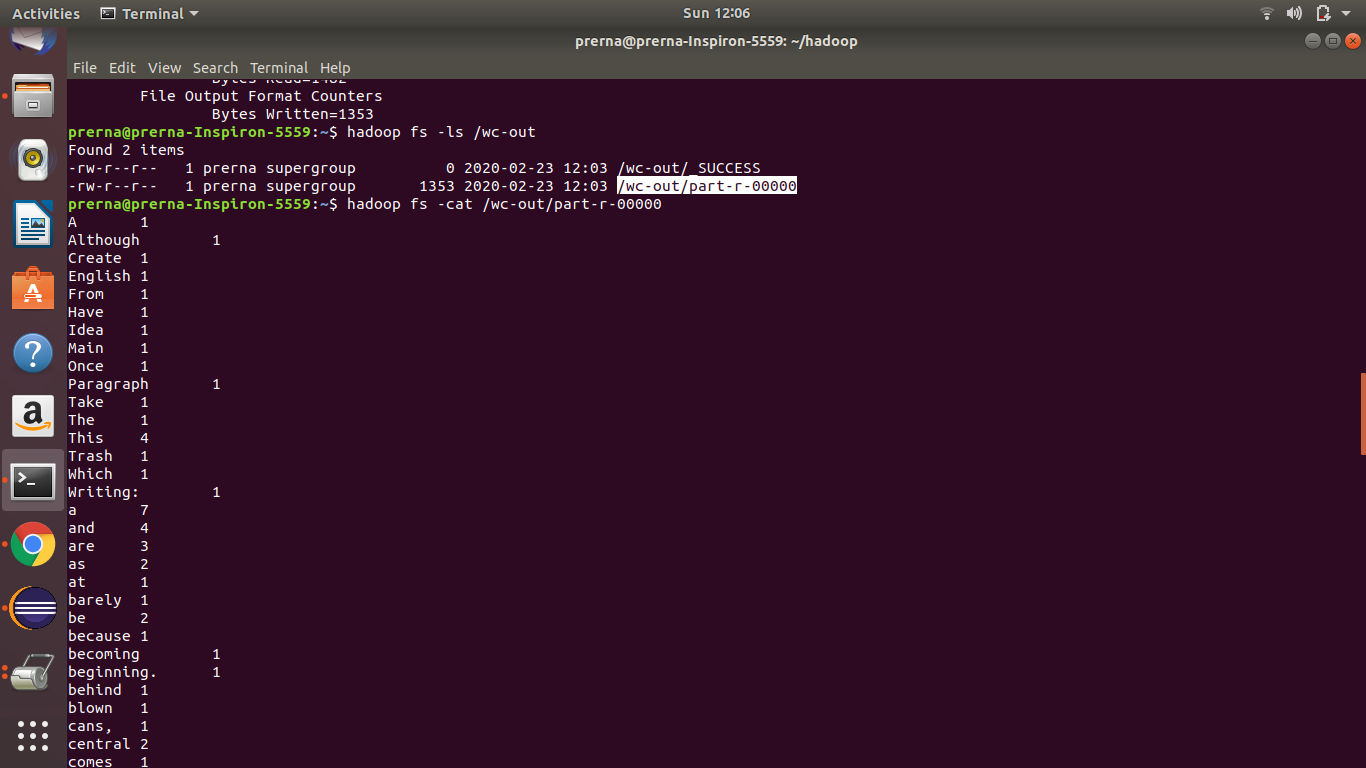 Activities Terminal Sun 12:06
prerna@prerna-Inspiron-5559: ~/hadoop
File Edit View Search Terminal Help
Bytes Read=1482
File Output Format Counters
Bytes Written=1353
prerna@prerna-Inspiron-5559:~$ hadoop fs -ls /wc-out
Found 2 items
-rw-r--r-- 1 prerna supergroup 0 2020-02-23 12:03 /wc-out/_SUCCESS
-rw-r--r-- 1 prerna supergroup 1353 2020-02-23 12:03 /wc-out/part-r-00000
prerna@prerna-Inspiron-5559:~$ hadoop fs -cat /wc-out/part-r-00000
A 1
Although 1
Create 1
English 1
From 1
Have 1
Idea 1
Main 1
Once 1
Paragraph 1
Take 1
The 1
This 4
Trash 1
Which 1
Writing: 1
a 7
and 4
are 3
as 2
at 1
barely 1
be 2
because 1
becoming 1
beginning. 1
behind 1
blown 1
cans, 1
central 2
comes 1